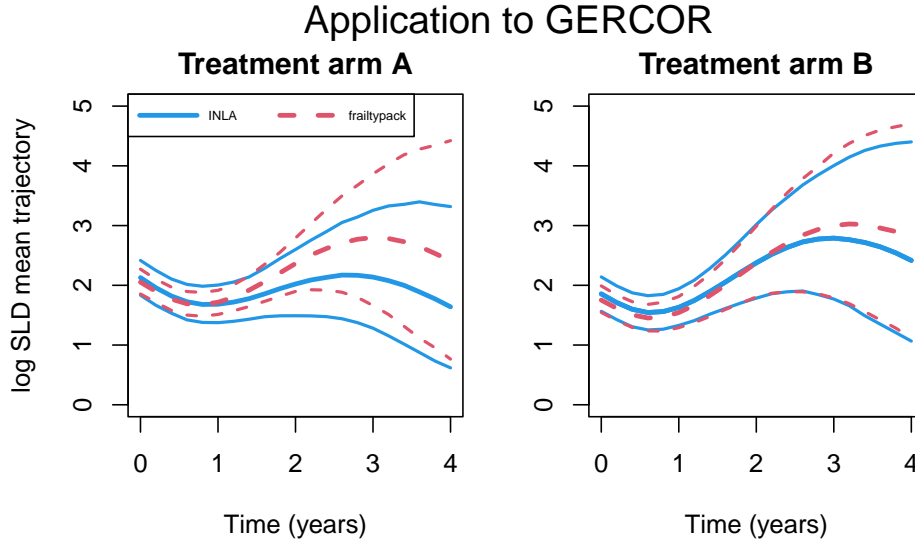 Application to GERCOR
Treatment arm A
Treatment arm B
INLA
frailtypack
log SLD mean trajectory
5
4
3
2
1
0
0 1 2 3 4
Time (years)
5
4
3
2
1
0
0 1 2 3 4
Time (years)